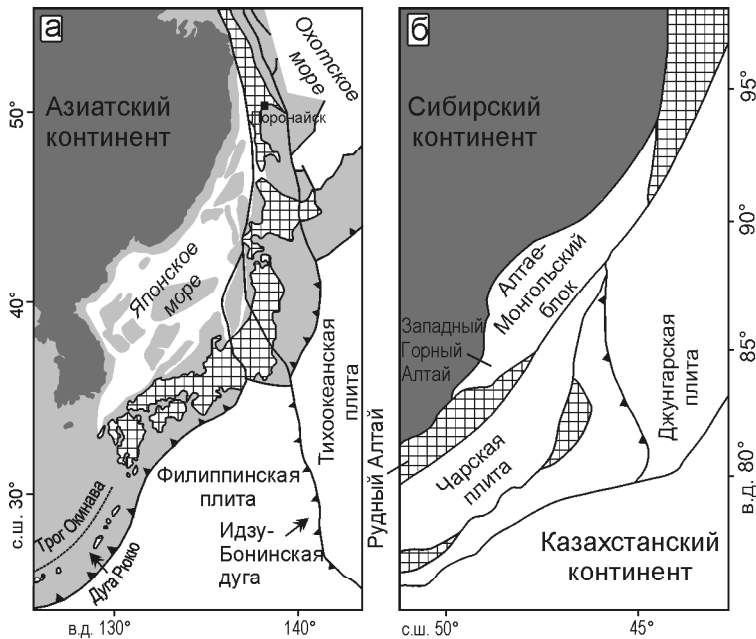 а
Охотское
море
Азиатский
континент
Поронайск
50°
Японское
море
40°
Тихоокеанская
плита
Филиппинская
плита
30°
с.ш.
Трог Окинава
Дуга Рюкю
Идзу-
Бонинская
дуга
в.д. 130°
140°
б
Сибирский
континент
95°
90°
Алтае-
Монгольский
блок
Западный
Горный
Алтай
85°
Джунгарская
плита
Рудный Алтай
Чарская
плита
80°
в.д.
Казахстанский
континент
с.ш. 50°
45°